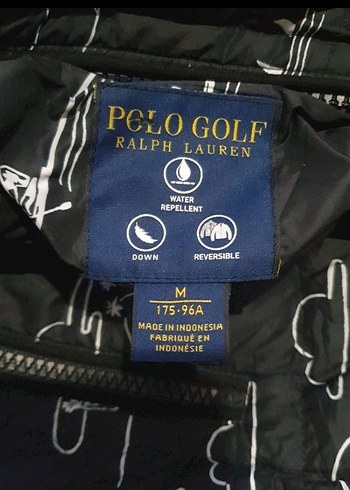 POLO GOLF
RALPH LAUREN
WATER
REPELLENT
DOWN
REVERSIBLE
M
175·96A
MADE IN INDONESIA
FABRIQUÉ EN
INDONÉSIE